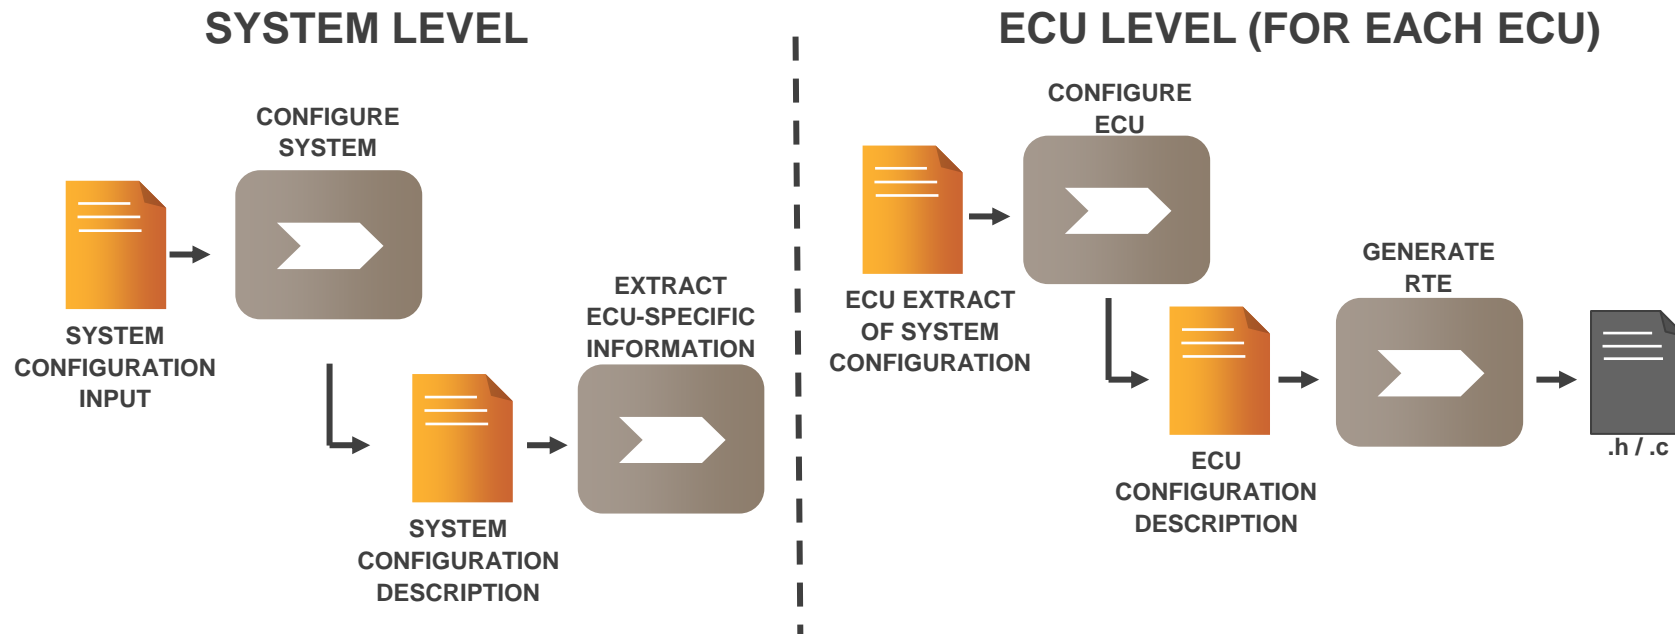 SYSTEM LEVEL
CONFIGURE
SYSTEM
SYSTEM
CONFIGURATION
INPUT
EXTRACT
ECU-SPECIFIC
INFORMATION
SYSTEM
CONFIGURATION
DESCRIPTION
ECU LEVEL (FOR EACH ECU)
CONFIGURE
ECU
ECU EXTRACT
OF SYSTEM
CONFIGURATION
GENERATE
RTE
ECU
CONFIGURATION
DESCRIPTION
.h / .c